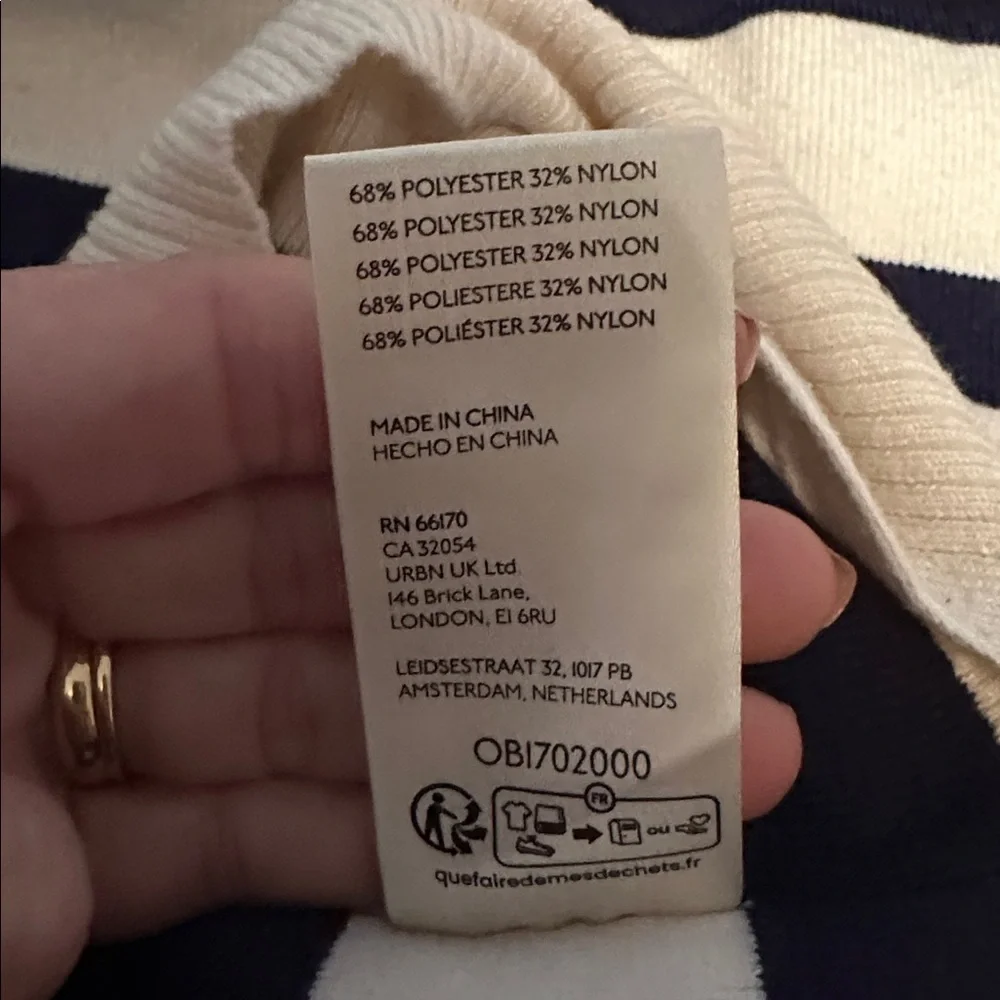 68% POLYESTER 32% NYLON
68% POLYESTER 32% NYLON
68% POLYESTER 32% NYLON
68% POLIESTERE 32% NYLON
68% POLIÉSTER 32% NYLON
MADE IN CHINA
HECHO EN CHINA
RN 66170
CA 32054
URBN UK Ltd
146 Brick Lane,
LONDON, E1 6RU
LEIDSESTRAAT 32, 1017 PB
AMSTERDAM, NETHERLANDS
OB1702000
FR
ou
quefairedemesdechets.fr